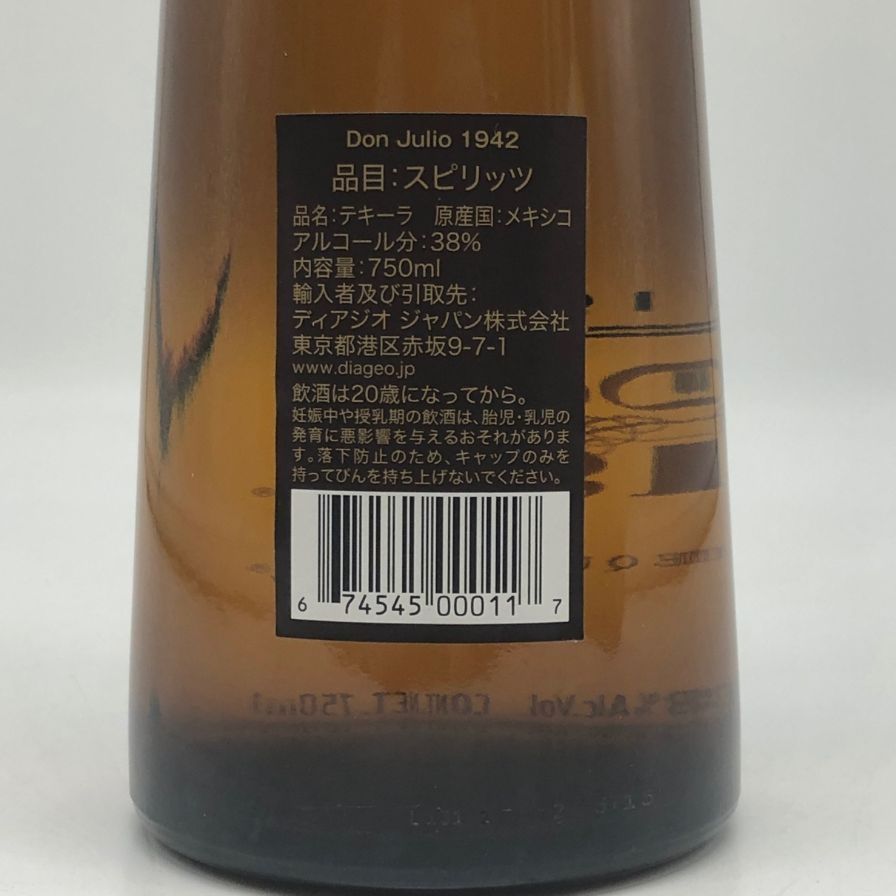 Don Julio 1942
品目:スピリッツ
品名:テキーラ 原産国:メキシコ
アルコール分:38%
内容量:750ml
輸入者及び引取先:
ディアジオ ジャパン株式会社
東京都港区赤坂9-7-1
www.diageo.jp
飲酒は20歳になってから。
妊娠中や授乳期の飲酒は、胎児・乳児の
発育に悪影響を与えるおそれがありま
す。落下防止のため、キャップのみを
持ってびんを持ち上げないでください。
6 74545 00011 7
% Alc.Vol CONT.NET. 750ml